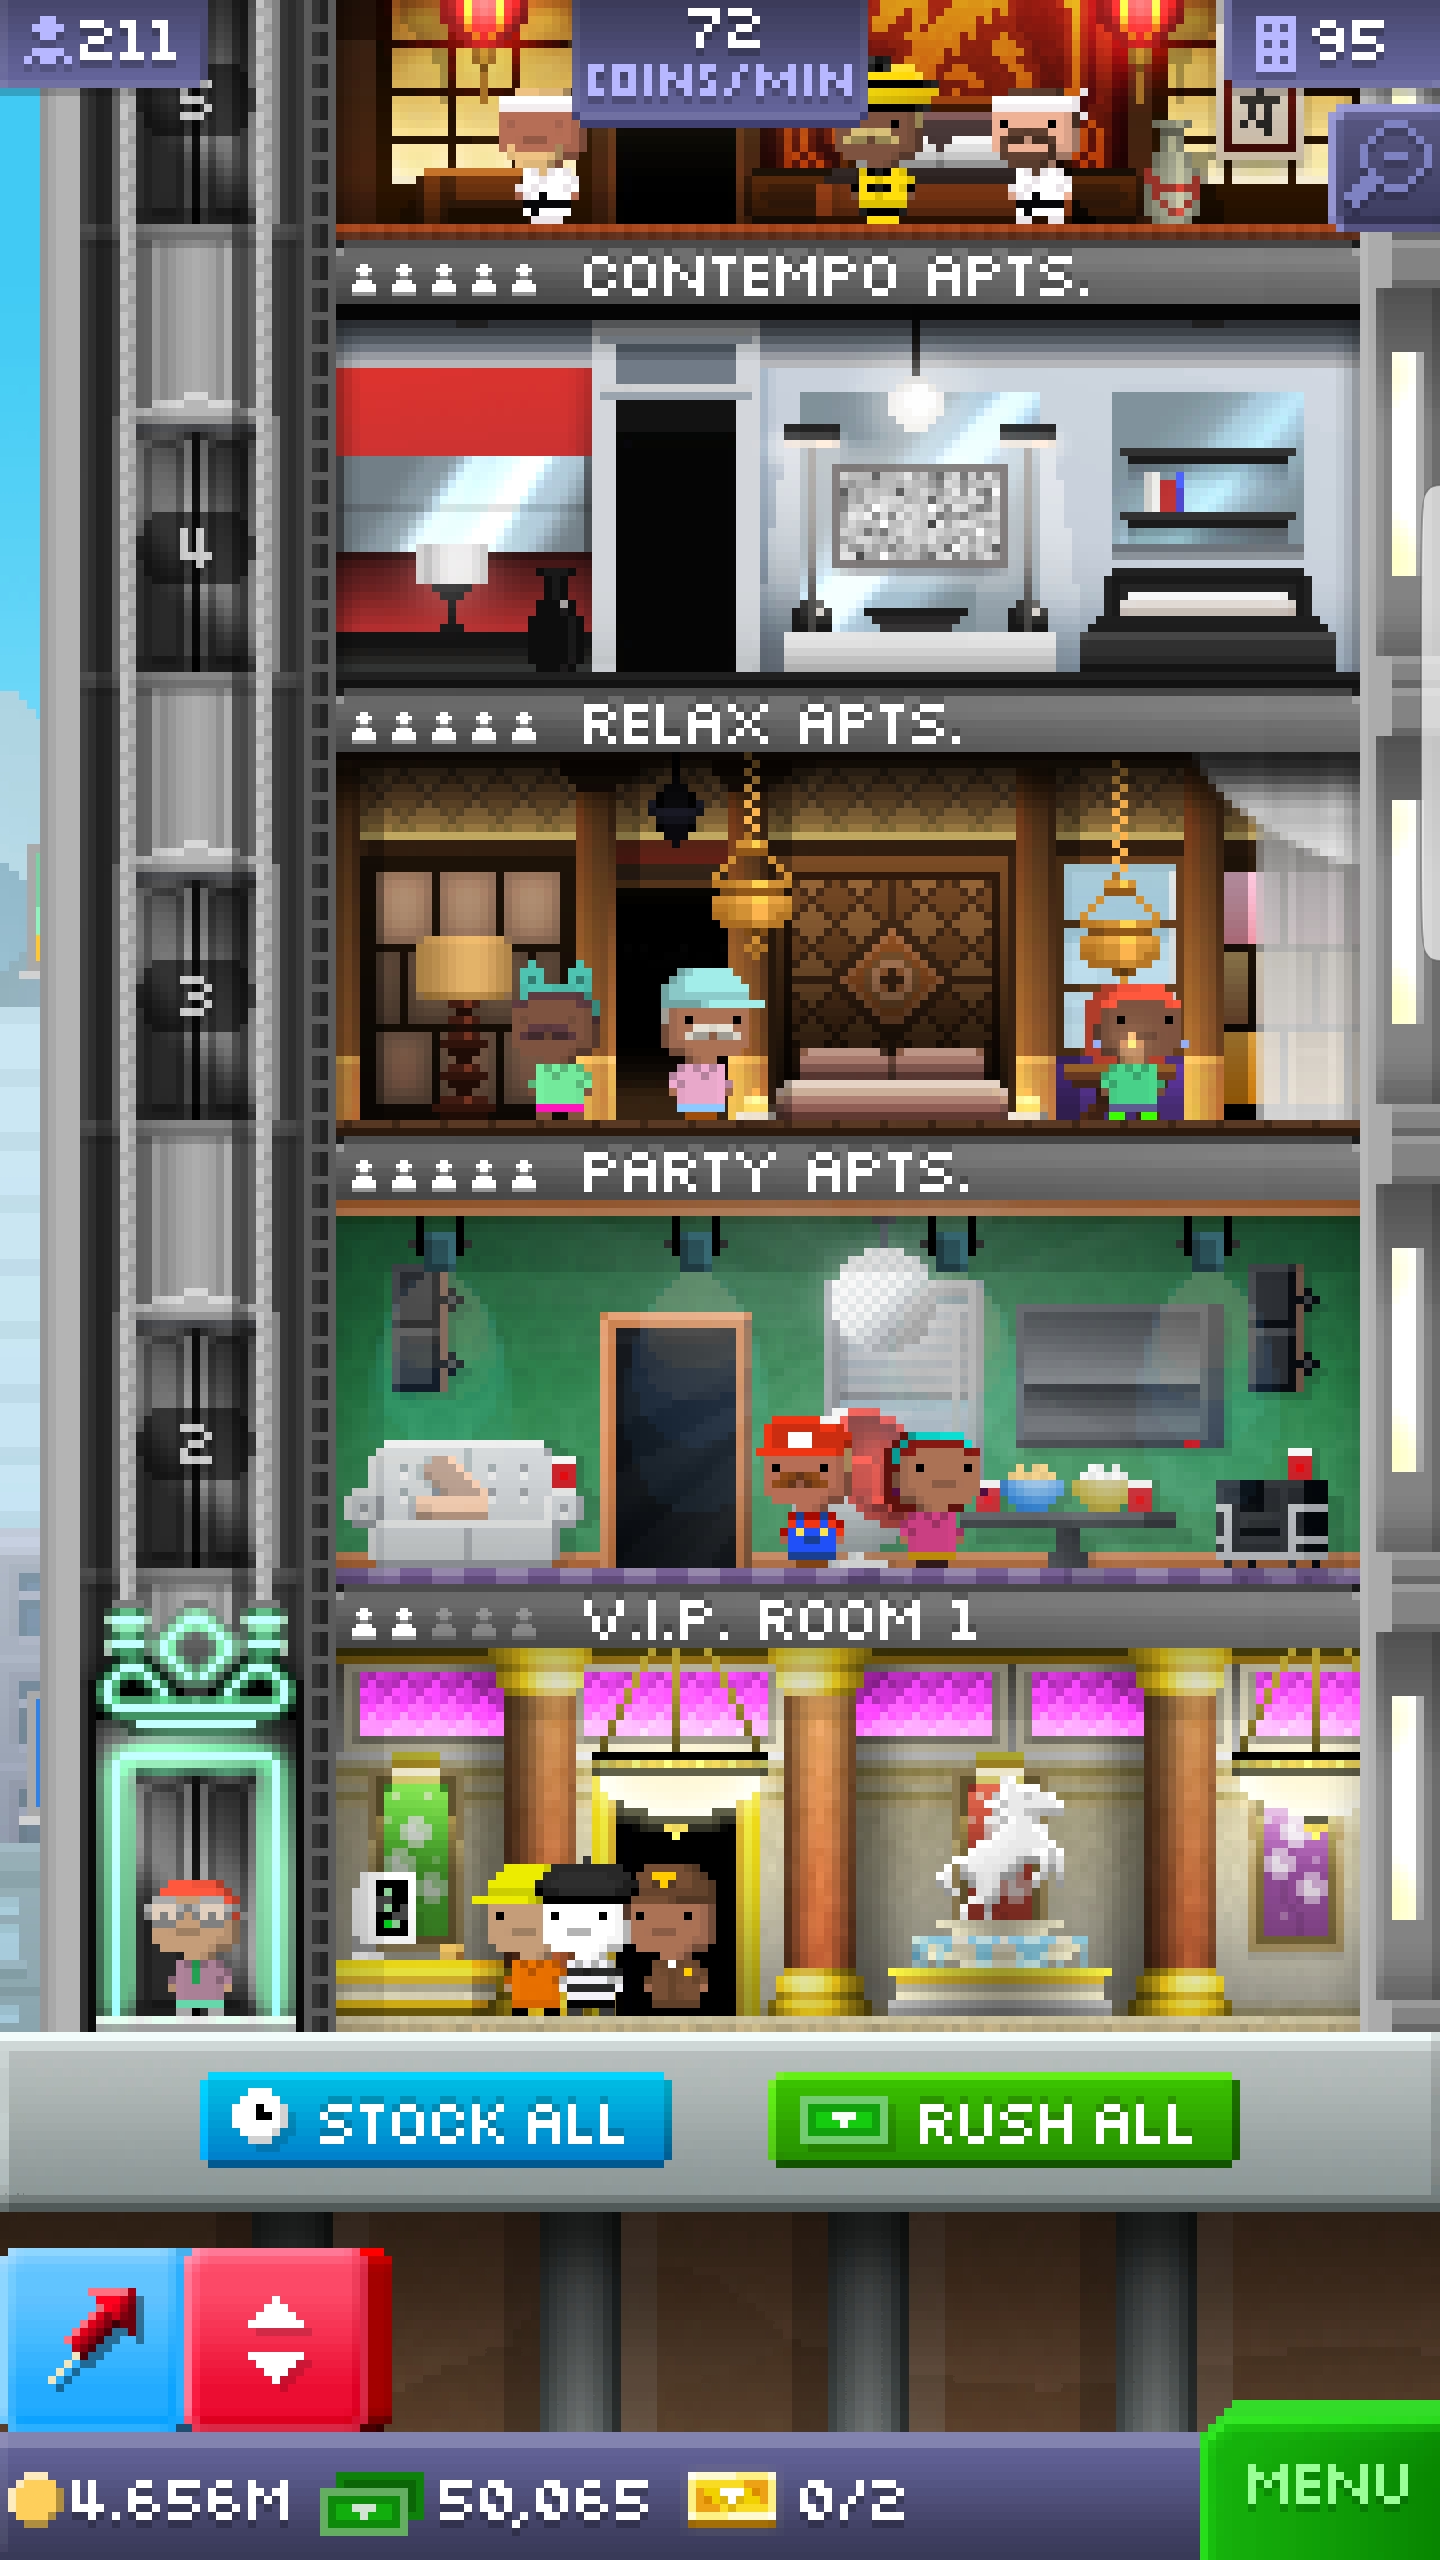 211
72
COINS/MIN
95
5
CONTEMPO APTS.
4
RELAX APTS.
3
PARTY APTS.
2
V.I.P. ROOM 1
STOCK ALL
RUSH ALL
4.656M
50,065
0/2
MENU